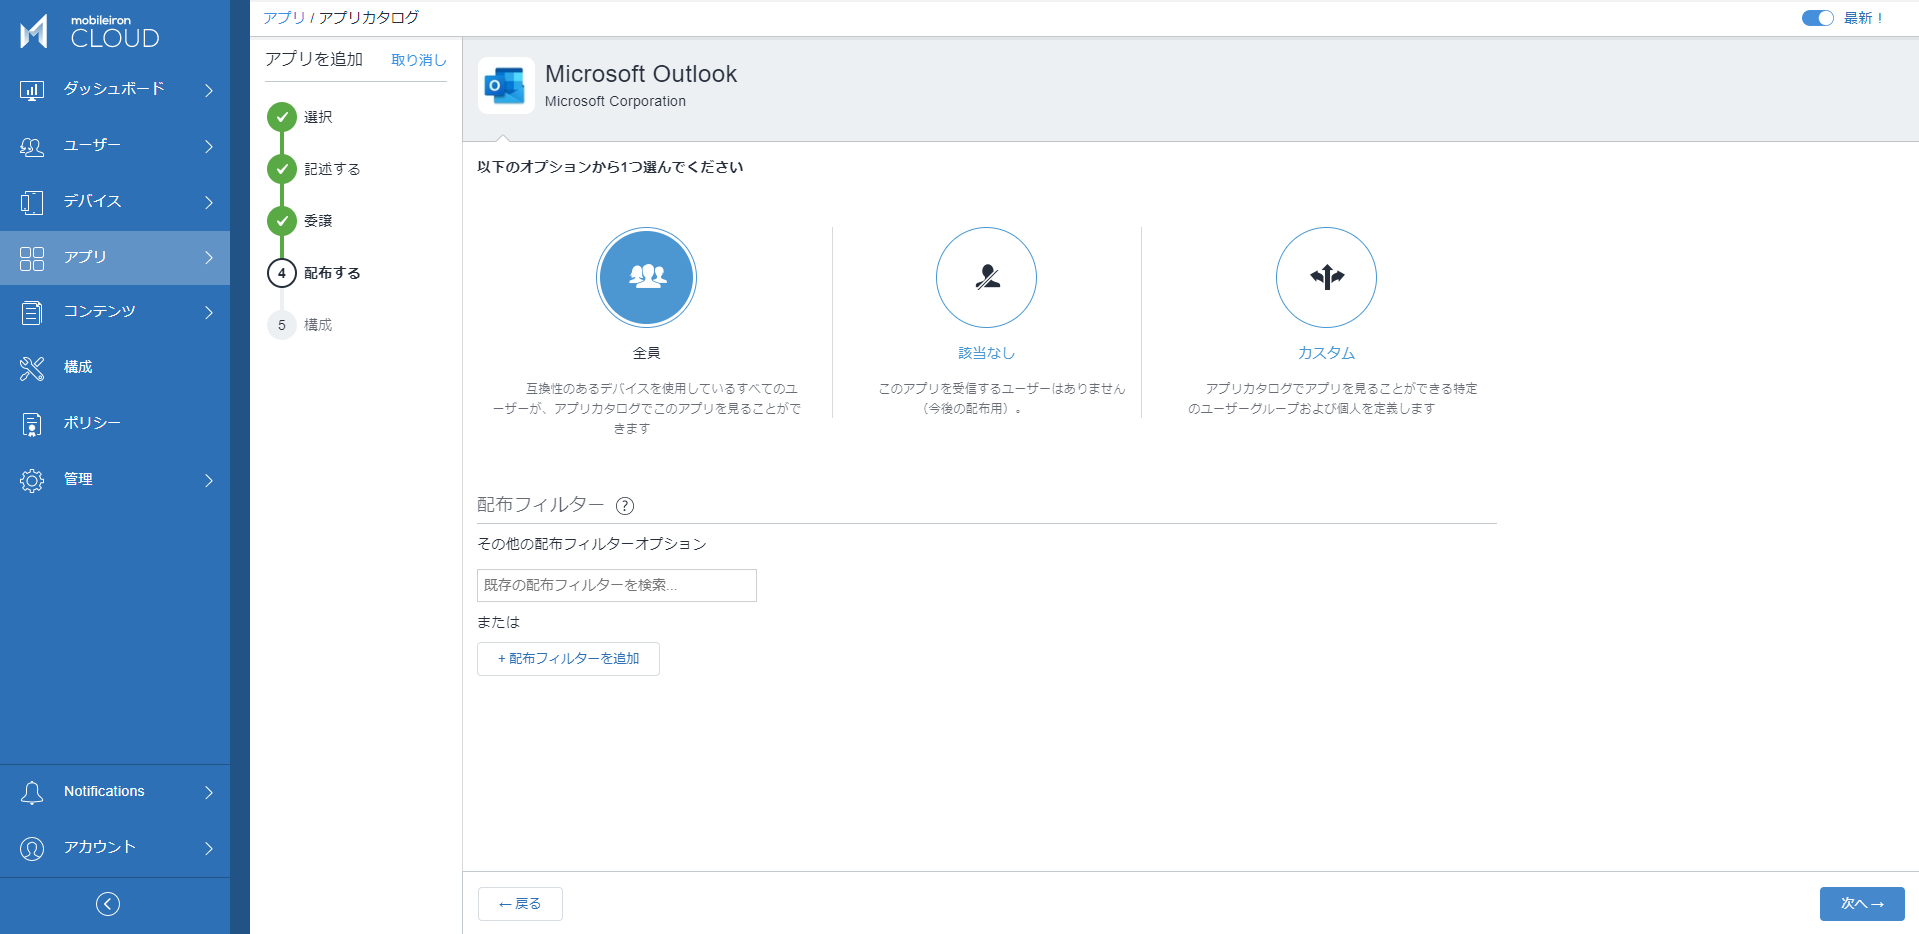 mobileiron
CLOUD
ダッシュボード
ユーザー
デバイス
アプリ
コンテンツ
構成
ポリシー
管理
Notifications
アカウント
アプリ / アプリカタログ
最新！
アプリを追加 取り消し
選択
記述する
委譲
4 配布する
5 構成
Microsoft Outlook
Microsoft Corporation
以下のオプションから1つ選んでください
全員
互換性のあるデバイスを使用しているすべてのユ
ーザーが、アプリカタログでこのアプリを見ることがで
きます
該当なし
このアプリを受信するユーザーはありません
（今後の配布用）。
カスタム
アプリカタログでアプリを見ることができる特定
のユーザーグループおよび個人を定義します
配布フィルター ?
その他の配布フィルターオプション
既存の配布フィルターを検索...
または
+ 配布フィルターを追加
← 戻る
次へ →